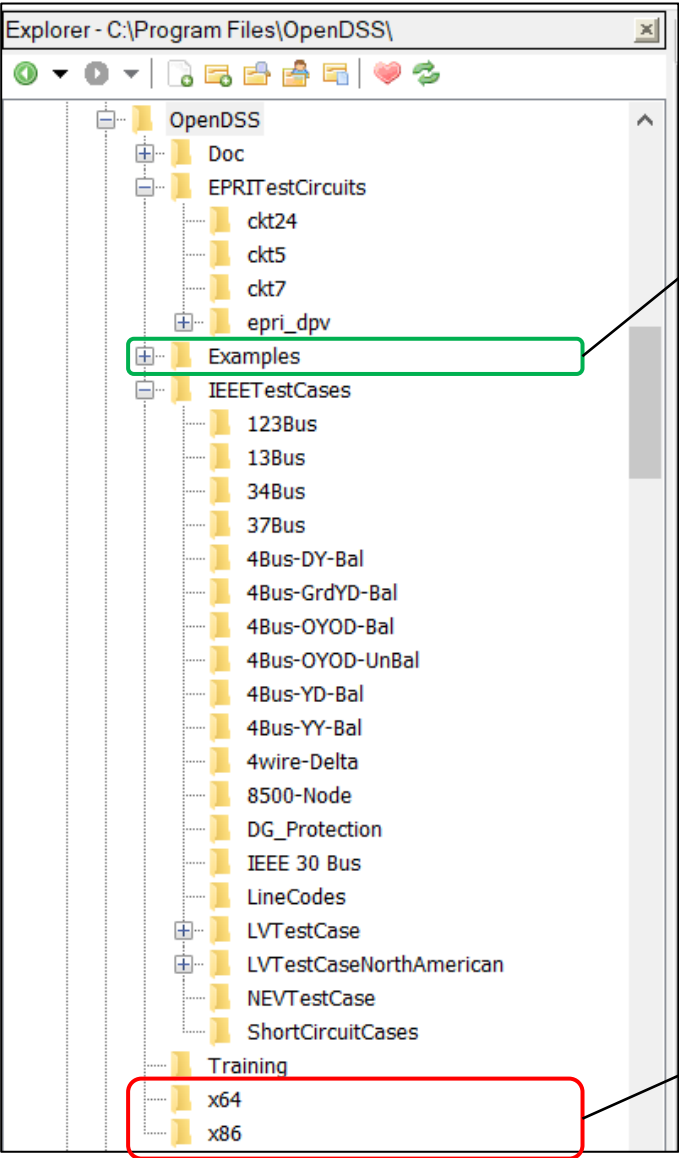 Explorer - C:\Program Files\OpenDSS\
OpenDSS
Doc
EPRITestCircuits
ckt24
ckt5
ckt7
epri_dpv
Examples
IEEETestCases
123Bus
13Bus
34Bus
37Bus
4Bus-DY-Bal
4Bus-GrdYD-Bal
4Bus-OYOD-Bal
4Bus-OYOD-UnBal
4Bus-YD-Bal
4Bus-YY-Bal
4wire-Delta
8500-Node
DG_Protection
IEEE 30 Bus
LineCodes
LVTestCase
LVTestCaseNorthAmerican
NEVTestCase
ShortCircuitCases
Training
x64
x86